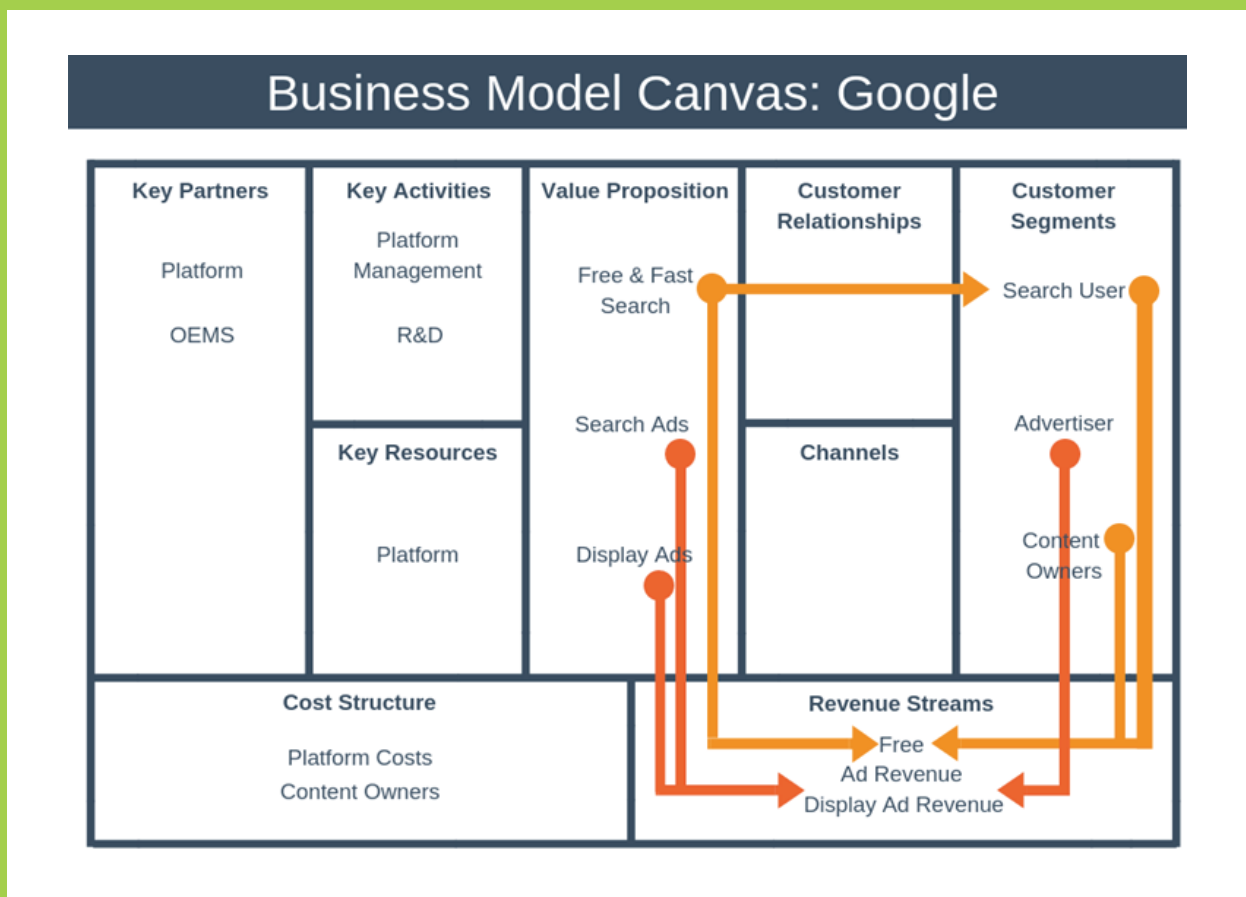 Business Model Canvas: Google
Key Partners
Platform
OEMS
Key Activities
Platform
Management
R&D
Key Resources
Platform
Value Proposition
Free & Fast
Search
Search Ads
Display Ads
Customer
Relationships
Channels
Customer
Segments
Search User
Advertiser
Content
Owners
Cost Structure
Platform Costs
Content Owners
Revenue Streams
Free
Ad Revenue
Display Ad Revenue